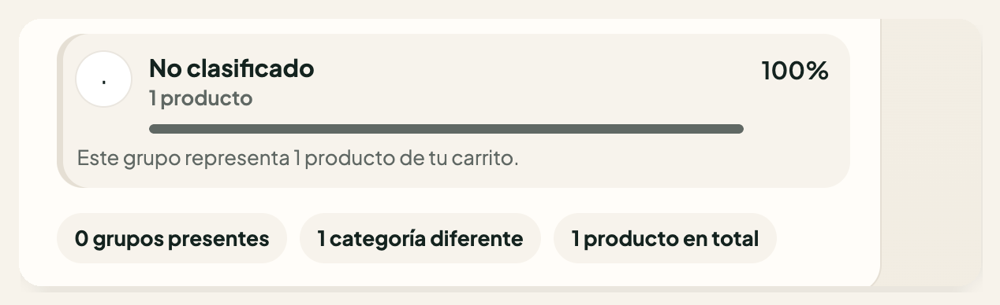 .
No clasificado
100%
1 producto
Este grupo representa 1 producto de tu carrito.
0 grupos presentes
1 categoría diferente
1 producto en total